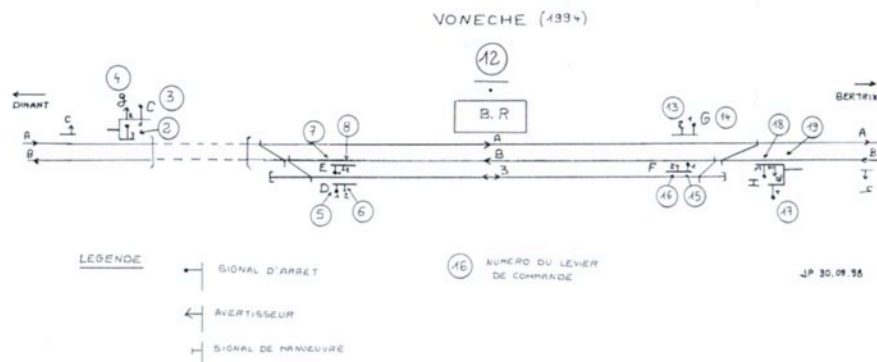 VONECHE (1994)
12
4
3
g
C
2
DINANT
C
A
B
B.R
13
G
14
BERTRIX
7
8
A
18
19
A
E
B
F
B
D
3
I
5
6
16
15
17
LEGENDE
SIGNAL D'ARRET
16
NUMERO DU LEVIER
DE COMMANDE
JP 30.09.98
AVERTISSEUR
SIGNAL DE MANOEUVRE